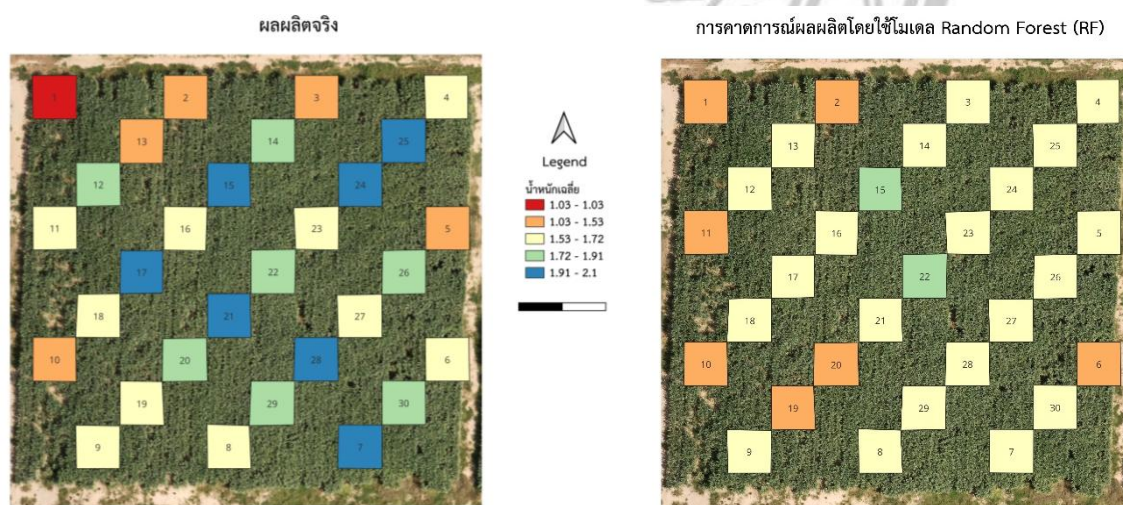 ผลผลิตจริง
1 2 3 4
13 14 25
12 15 24
11 16 23 5
17 22 26
18 21 27
10 20 28 6
19 29 30
9 8 7
Legend
น้ำหนักเฉลี่ย
1.03 - 1.03
1.03 - 1.53
1.53 - 1.72
1.72 - 1.91
1.91 - 2.1
การคาดการณ์ผลผลิตโดยใช้โมเดล Random Forest (RF)
1 2 3 4
13 14 25
12 15 24
11 16 23 5
17 22 26
18 21 27
10 20 28 6
19 29 30
9 8 7